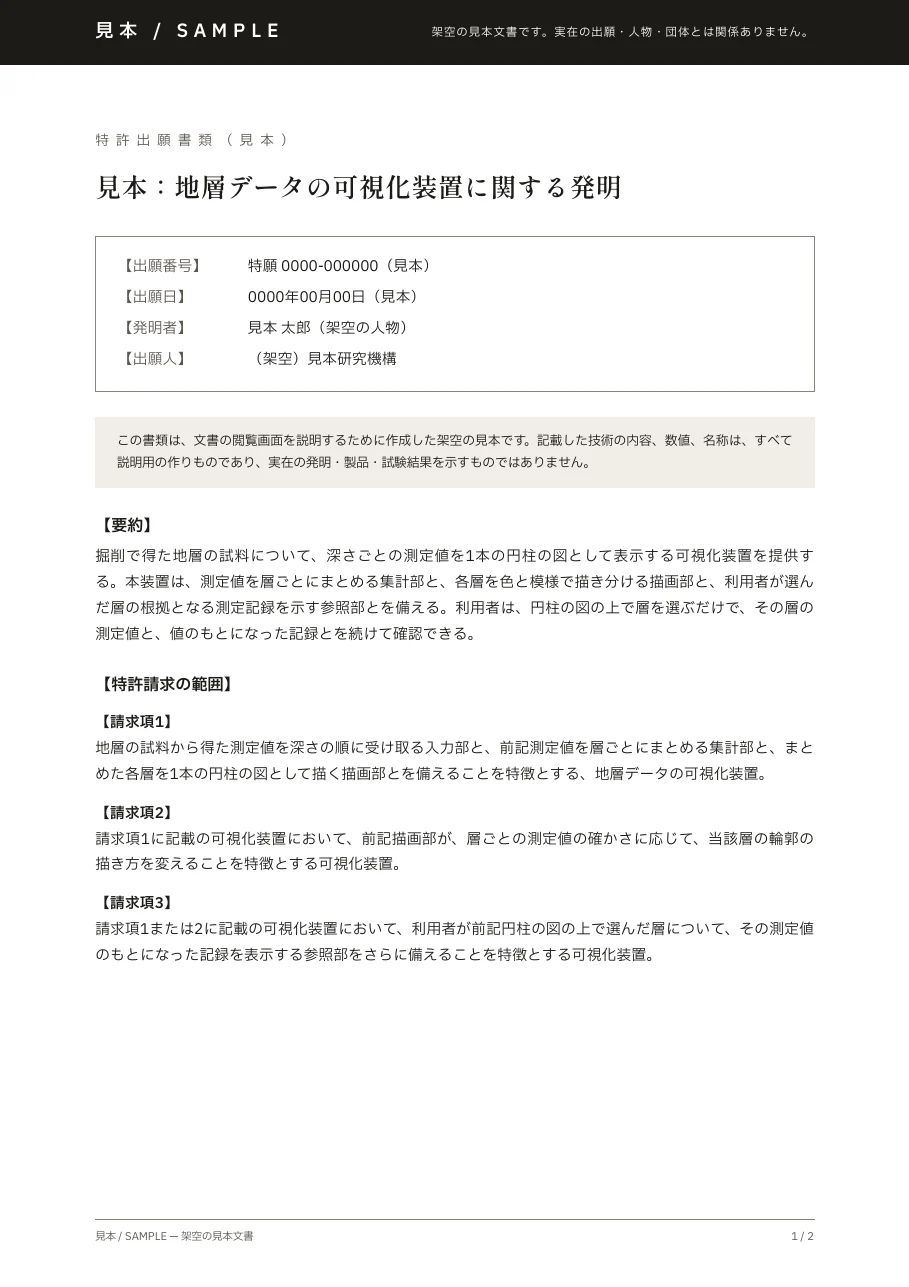 見本 / SAMPLE
架空の見本文書です。実在の出願・人物・団体とは関係ありません。
特許出願書類（見本）
見本：地層データの可視化装置に関する発明
【出願番号】 特願 0000-000000（見本）
【出願日】 0000年00月00日（見本）
【発明者】 見本 太郎（架空の人物）
【出願人】 （架空）見本研究機構
この書類は、文書の閲覧画面を説明するために作成した架空の見本です。記載した技術の内容、数値、名称は、すべて
説明用の作りものであり、実在の発明・製品・試験結果を示すものではありません。
【要約】
掘削で得た地層の試料について、深さごとの測定値を1本の円柱の図として表示する可視化装置を提供す
る。本装置は、測定値を層ごとにまとめる集計部と、各層を色と模様で描き分ける描画部と、利用者が選ん
だ層の根拠となる測定記録を示す参照部とを備える。利用者は、円柱の図の上で層を選ぶだけで、その層の
測定値と、値のもとになった記録とを続けて確認できる。
【特許請求の範囲】
【請求項1】
地層の試料から得た測定値を深さの順に受け取る入力部と、前記測定値を層ごとにまとめる集計部と、まと
めた各層を1本の円柱の図として描く描画部とを備えることを特徴とする、地層データの可視化装置。
【請求項2】
請求項1に記載の可視化装置において、前記描画部が、層ごとの測定値の確かさに応じて、当該層の輪郭の
描き方を変えることを特徴とする可視化装置。
【請求項3】
請求項1または2に記載の可視化装置において、利用者が前記円柱の図の上で選んだ層について、その測定値
のもとになった記録を表示する参照部をさらに備えることを特徴とする可視化装置。
見本 / SAMPLE — 架空の見本文書
1 / 2